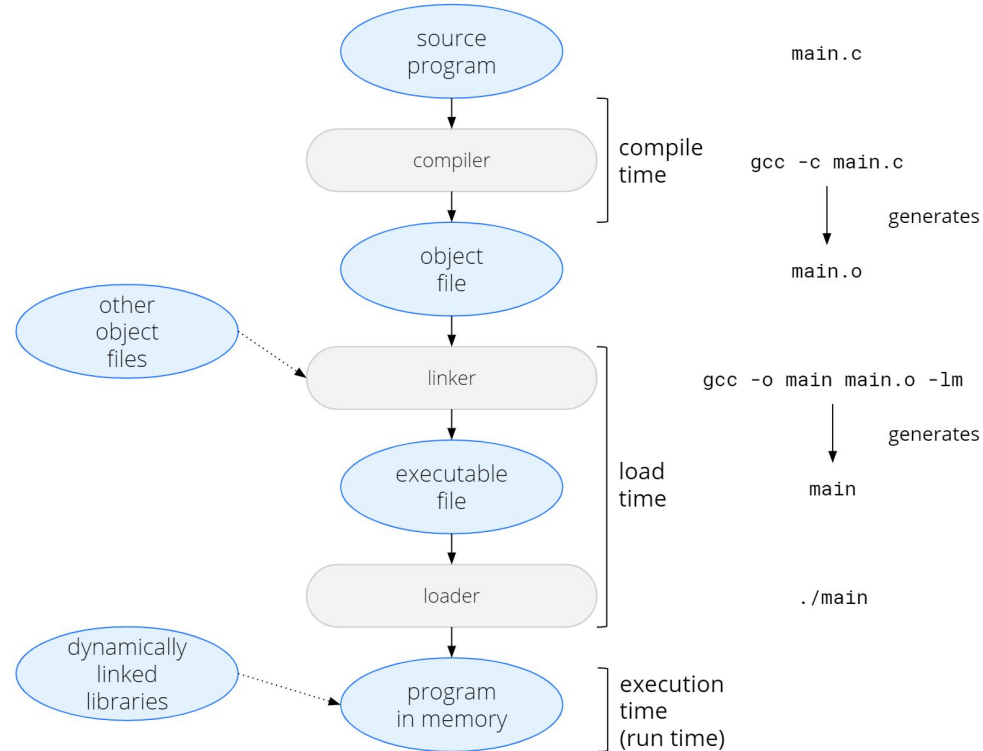 source
program
main.c
compiler
compile
time
gcc -c main.c
generates
object
file
main.o
other
object
files
linker
gcc -o main main.o -lm
generates
executable
file
load
time
main
loader
./main
dynamically
linked
libraries
program
in memory
execution
time
(run time)